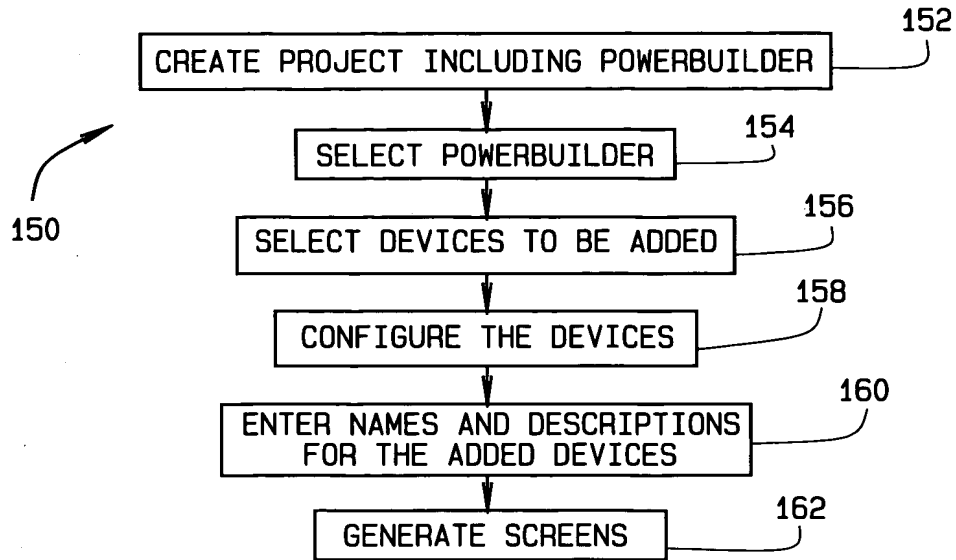 152
CREATE PROJECT INCLUDING POWERBUILDER
154
SELECT POWERBUILDER
150
156
SELECT DEVICES TO BE ADDED
158
CONFIGURE THE DEVICES
160
ENTER NAMES AND DESCRIPTIONS
FOR THE ADDED DEVICES
162
GENERATE SCREENS